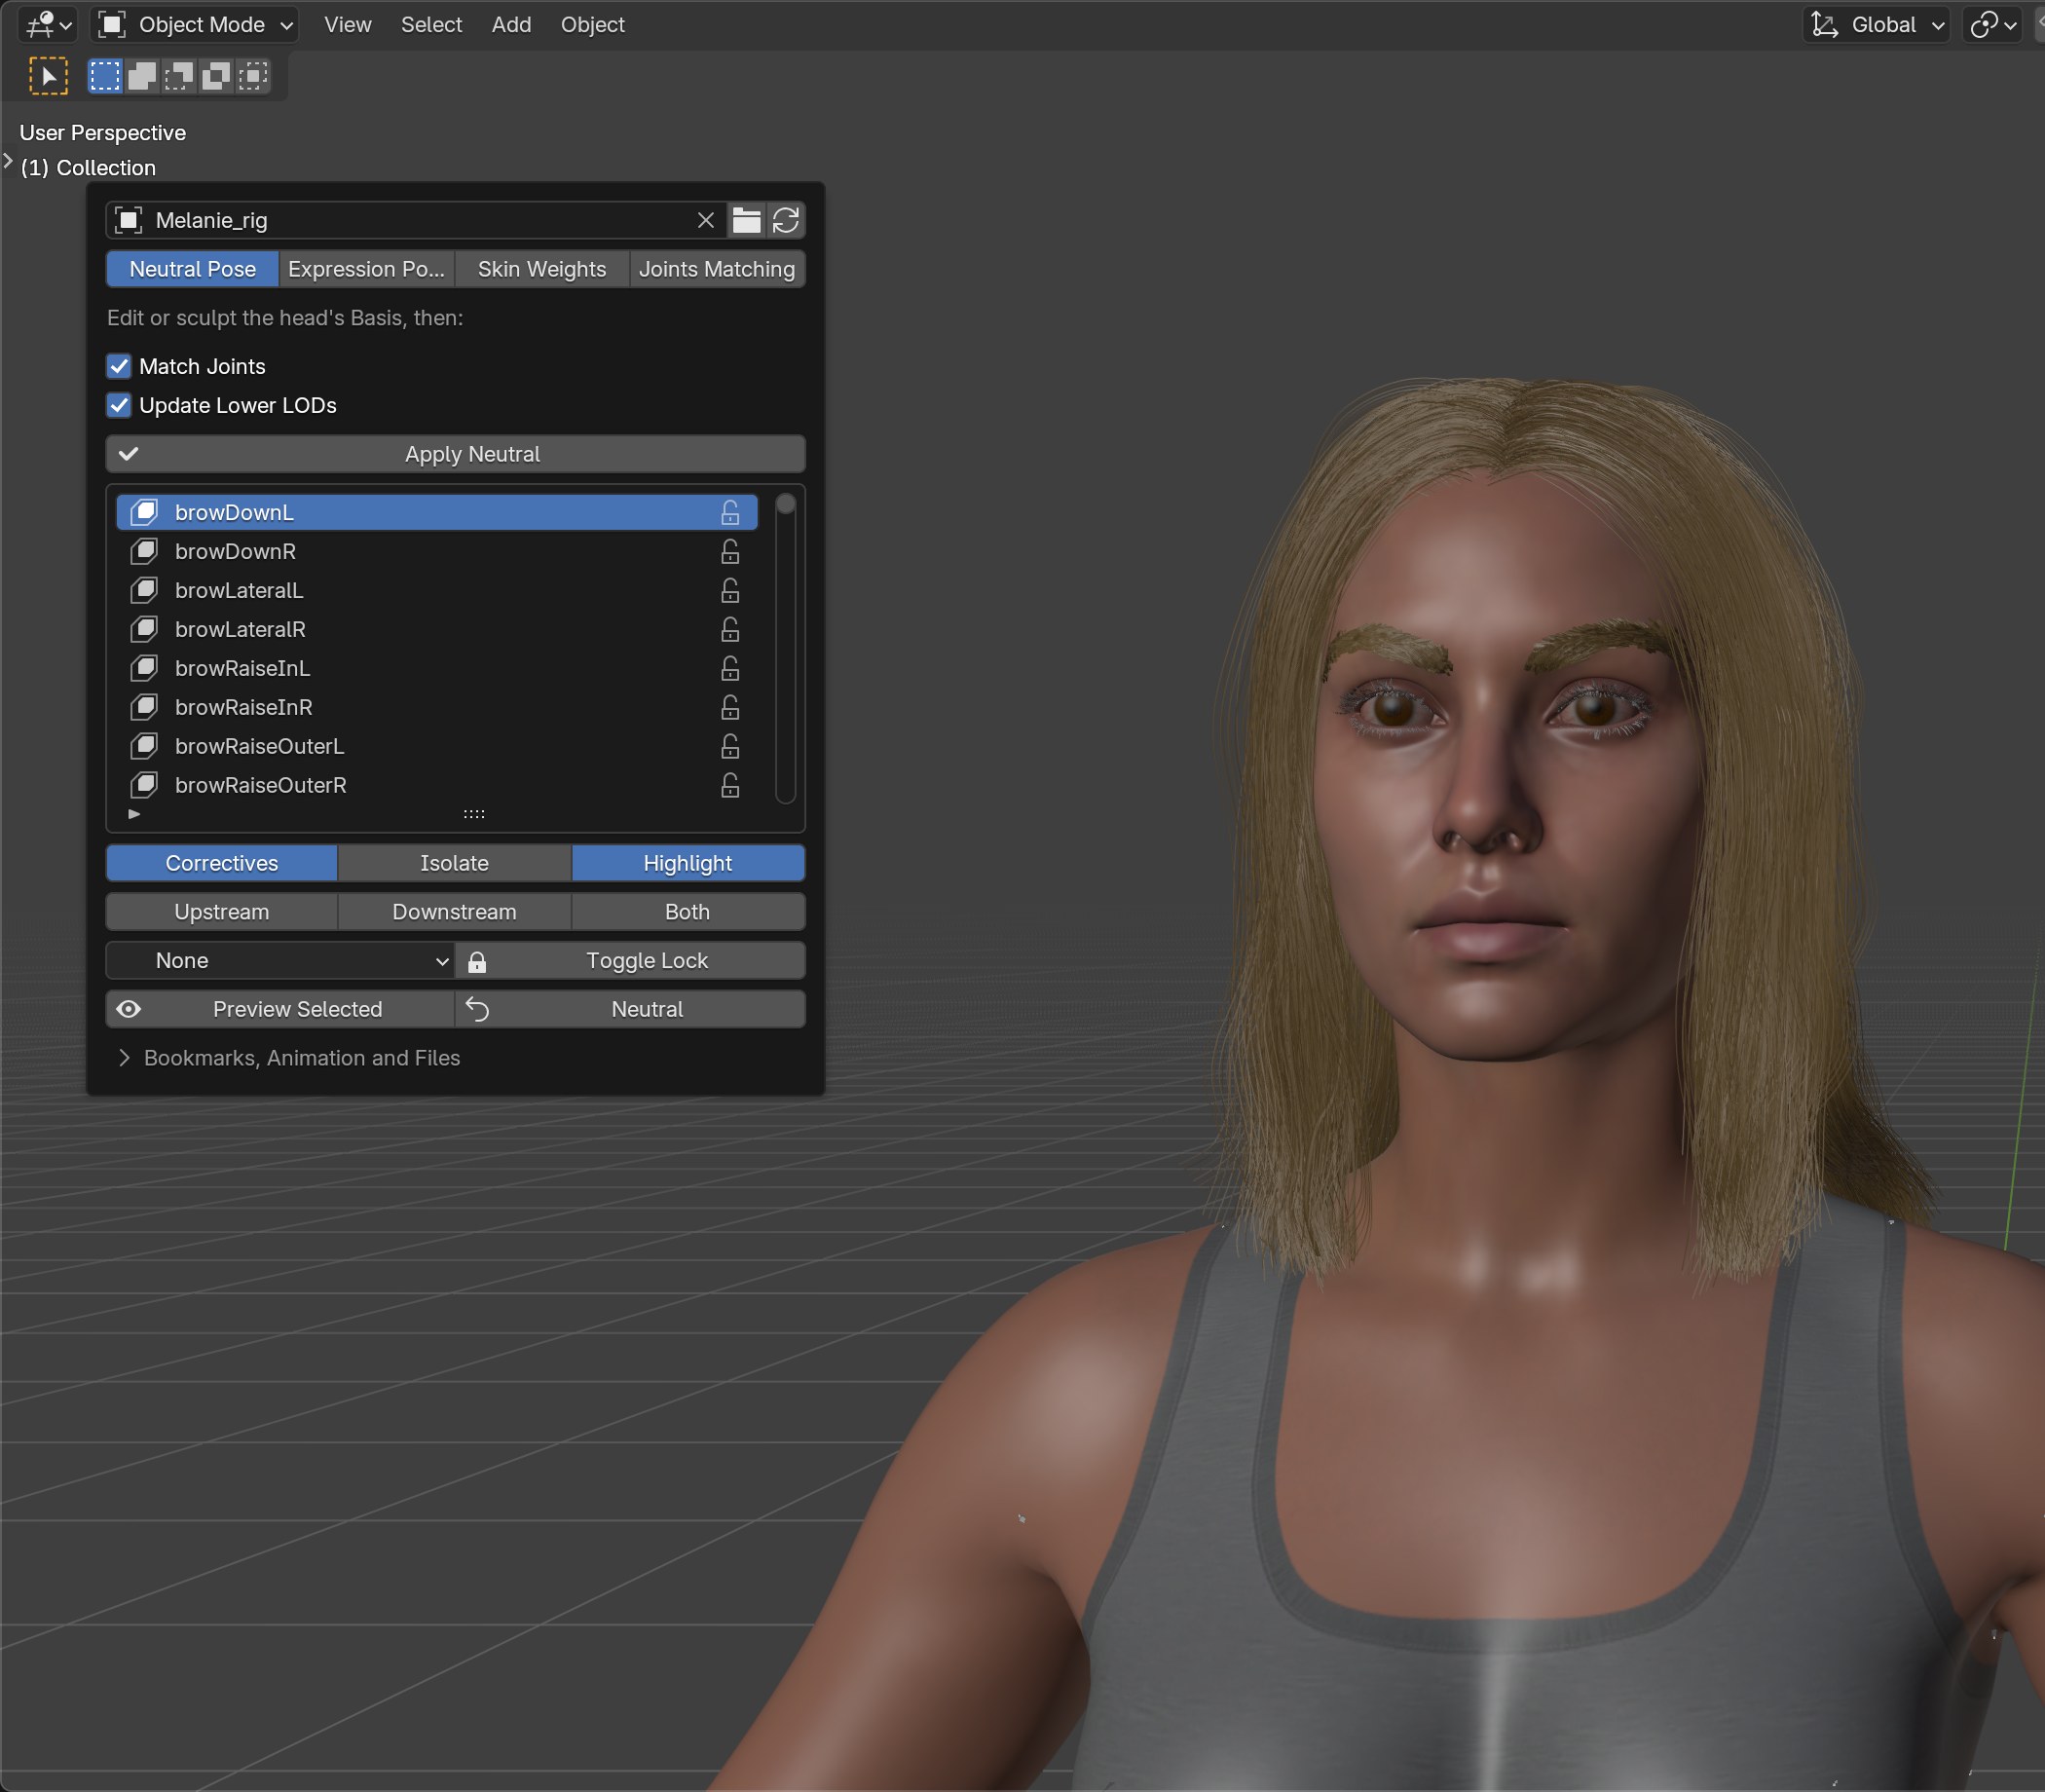 Object Mode View Select Add Object Global
User Perspective
(1) Collection
Melanie_rig
Neutral Pose Expression Po... Skin Weights Joints Matching
Edit or sculpt the head's Basis, then:
Match Joints
Update Lower LODs
Apply Neutral
browDownL
browDownR
browLateralL
browLateralR
browRaiseInL
browRaiseInR
browRaiseOuterL
browRaiseOuterR
Correctives Isolate Highlight
Upstream Downstream Both
None Toggle Lock
Preview Selected Neutral
Bookmarks, Animation and Files